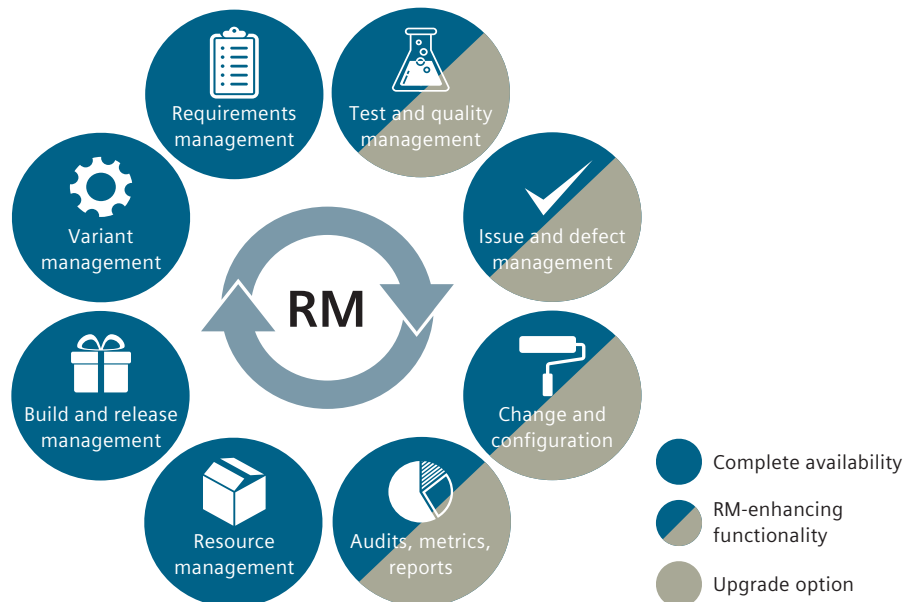 Requirements
management
Test and quality
management
Variant
management
Issue and defect
management
RM
Build and release
management
Change and
configuration
Resource
management
Audits, metrics,
reports
Complete availability
RM-enhancing
functionality
Upgrade option